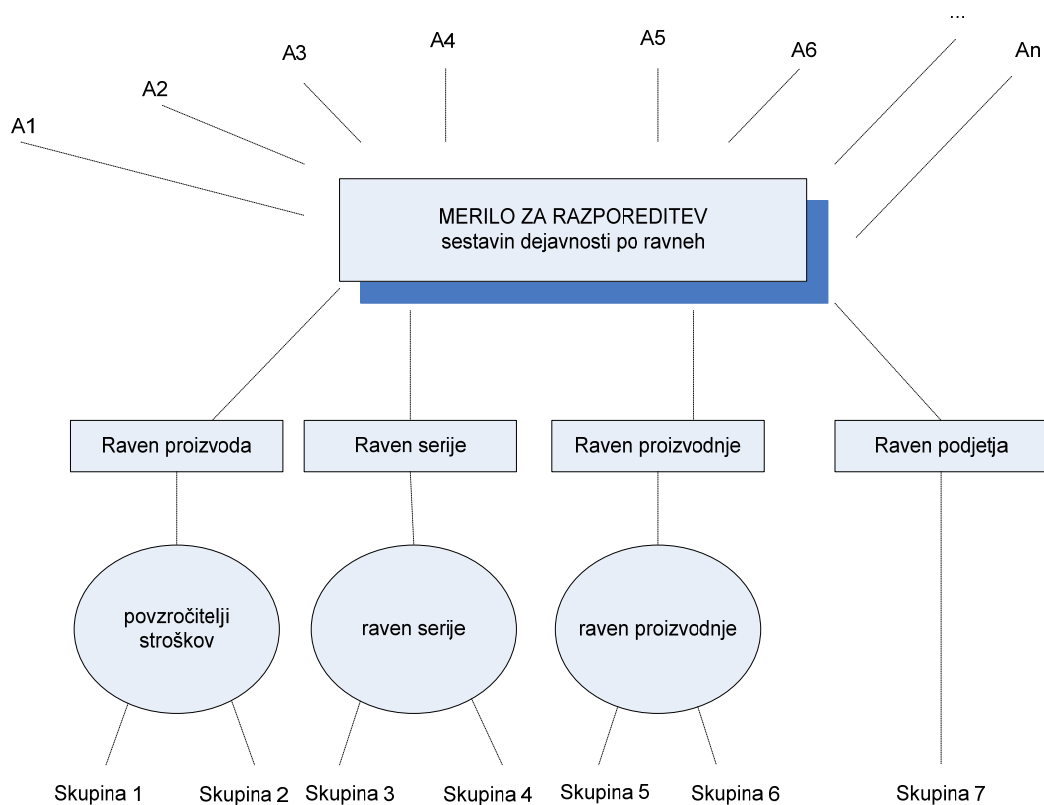 ...
A4
A5
A3
A6
An
A2
A1
MERILO ZA RAZPOREDITEV
sestavin dejavnosti po ravneh
Raven proizvoda
Raven serije
Raven proizvodnje
Raven podjetja
povzročitelji
stroškov
raven serije
raven proizvodnje
Skupina 1
Skupina 2
Skupina 3
Skupina 4
Skupina 5
Skupina 6
Skupina 7